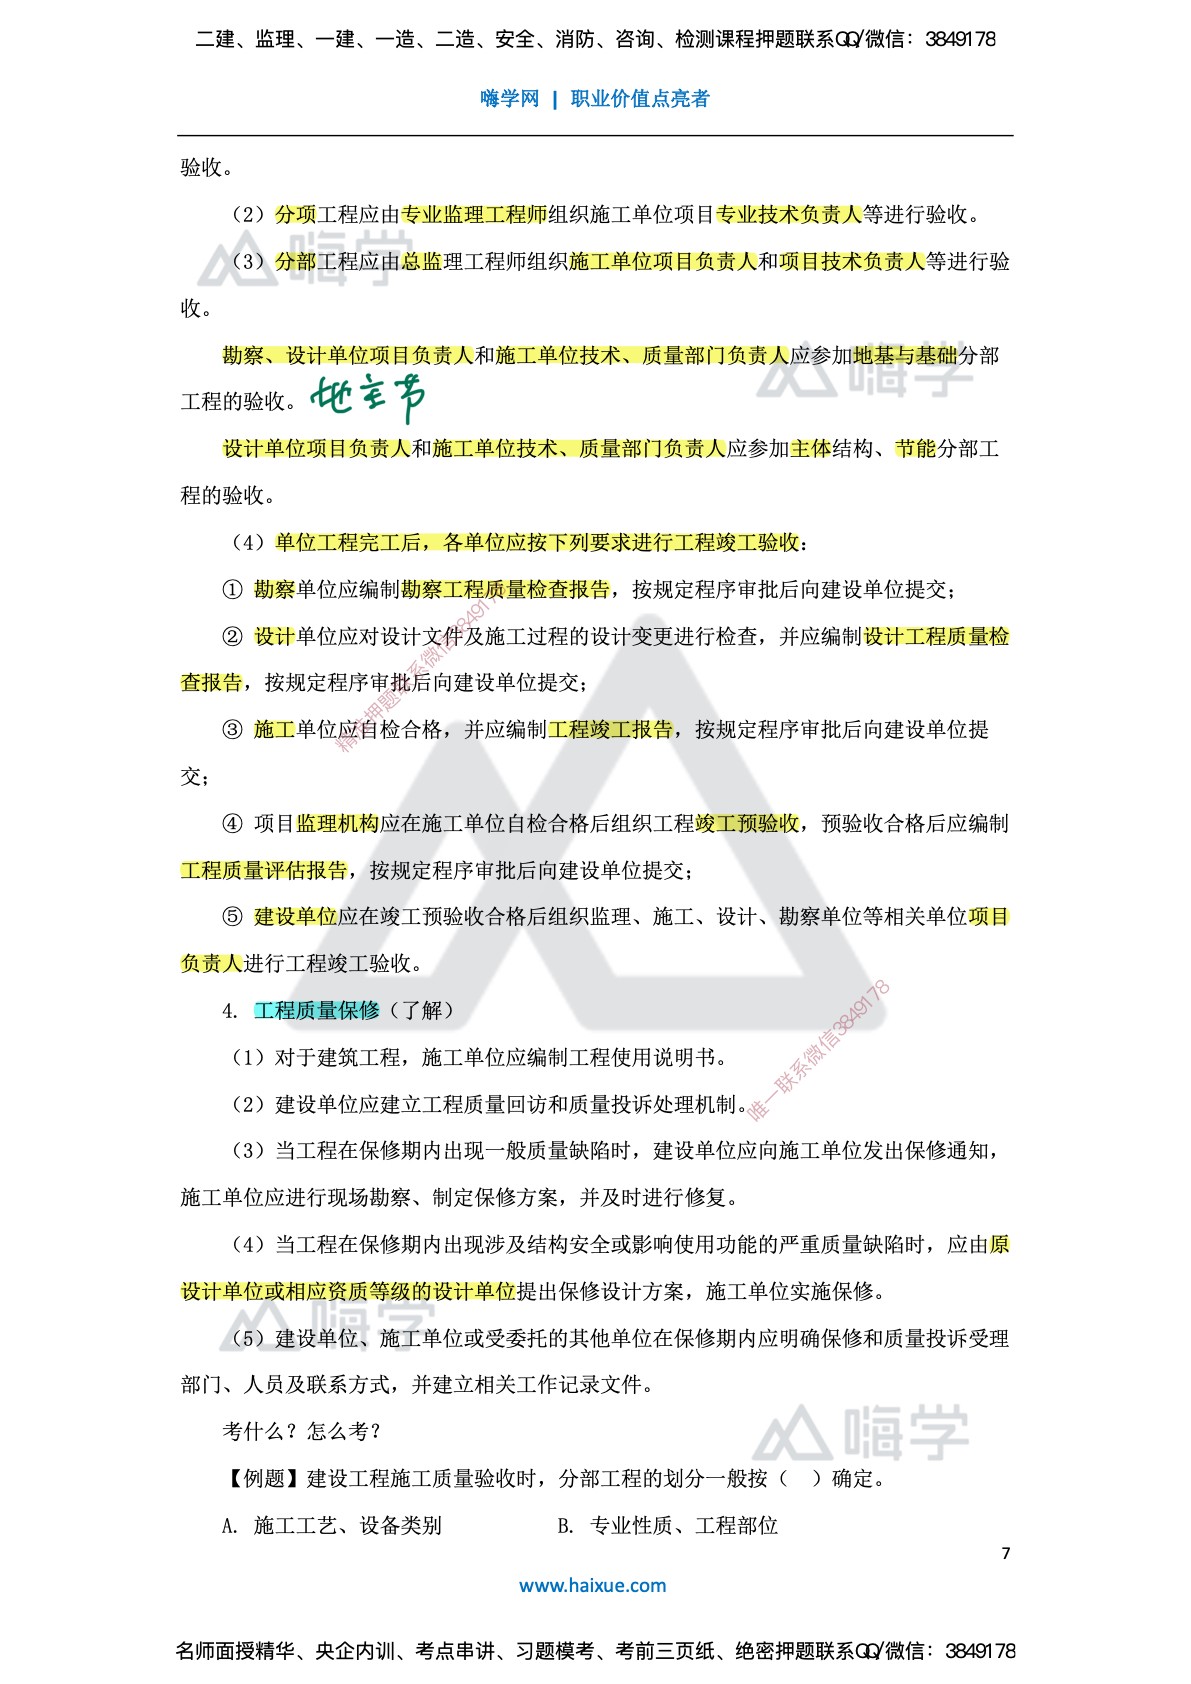 二建、监理、一建、一造、二造、安全、消防、咨询、检测课程押题联系QQ/微信：3849178
嗨学网 | 职业价值点亮者
验收。
（2）分项工程应由专业监理工程师组织施工单位项目专业技术负责人等进行验收。
嗨学
（3）分部工程应由总监理工程师组织施工单位项目负责人和项目技术负责人等进行验
收。
勘察、设计单位项目负责人和施工单位技术、质量部门负责人应参加地基与基础分部
嗨学
工程的验收。地主节
设计单位项目负责人和施工单位技术、质量部门负责人应参加主体结构、节能分部工
程的验收。
（4）单位工程完工后，各单位应按下列要求进行工程竣工验收：
① 勘察单位应编制勘察工程质量检查报告，按规定程序审批后向建设单位提交；
② 设计单位应对设计文件及施工过程的设计变更进行检查，并应编制设计工程质量检
查报告，按规定程序审批后向建设单位提交；
精准押题联系微信3849178
③ 施工单位应自检合格，并应编制工程竣工报告，按规定程序审批后向建设单位提
交；
④ 项目监理机构应在施工单位自检合格后组织工程竣工预验收，预验收合格后应编制
工程质量评估报告，按规定程序审批后向建设单位提交；
⑤ 建设单位应在竣工预验收合格后组织监理、施工、设计、勘察单位等相关单位项目
负责人进行工程竣工验收。
4. 工程质量保修（了解）
（1）对于建筑工程，施工单位应编制工程使用说明书。
唯一联系微信3849178
（2）建设单位应建立工程质量回访和质量投诉处理机制。
（3）当工程在保修期内出现一般质量缺陷时，建设单位应向施工单位发出保修通知，
施工单位应进行现场勘察、制定保修方案，并及时进行修复。
（4）当工程在保修期内出现涉及结构安全或影响使用功能的严重质量缺陷时，应由原
设计单位或相应资质等级的设计单位提出保修设计方案，施工单位实施保修。
嗨学
（5）建设单位、施工单位或受委托的其他单位在保修期内应明确保修和质量投诉受理
部门、人员及联系方式，并建立相关工作记录文件。
考什么？怎么考？
嗨学
【例题】建设工程施工质量验收时，分部工程的划分一般按（ ）确定。
A. 施工工艺、设备类别 B. 专业性质、工程部位
7
www.haixue.com
名师面授精华、央企内训、考点串讲、习题模考、考前三页纸、绝密押题联系QQ/微信：3849178